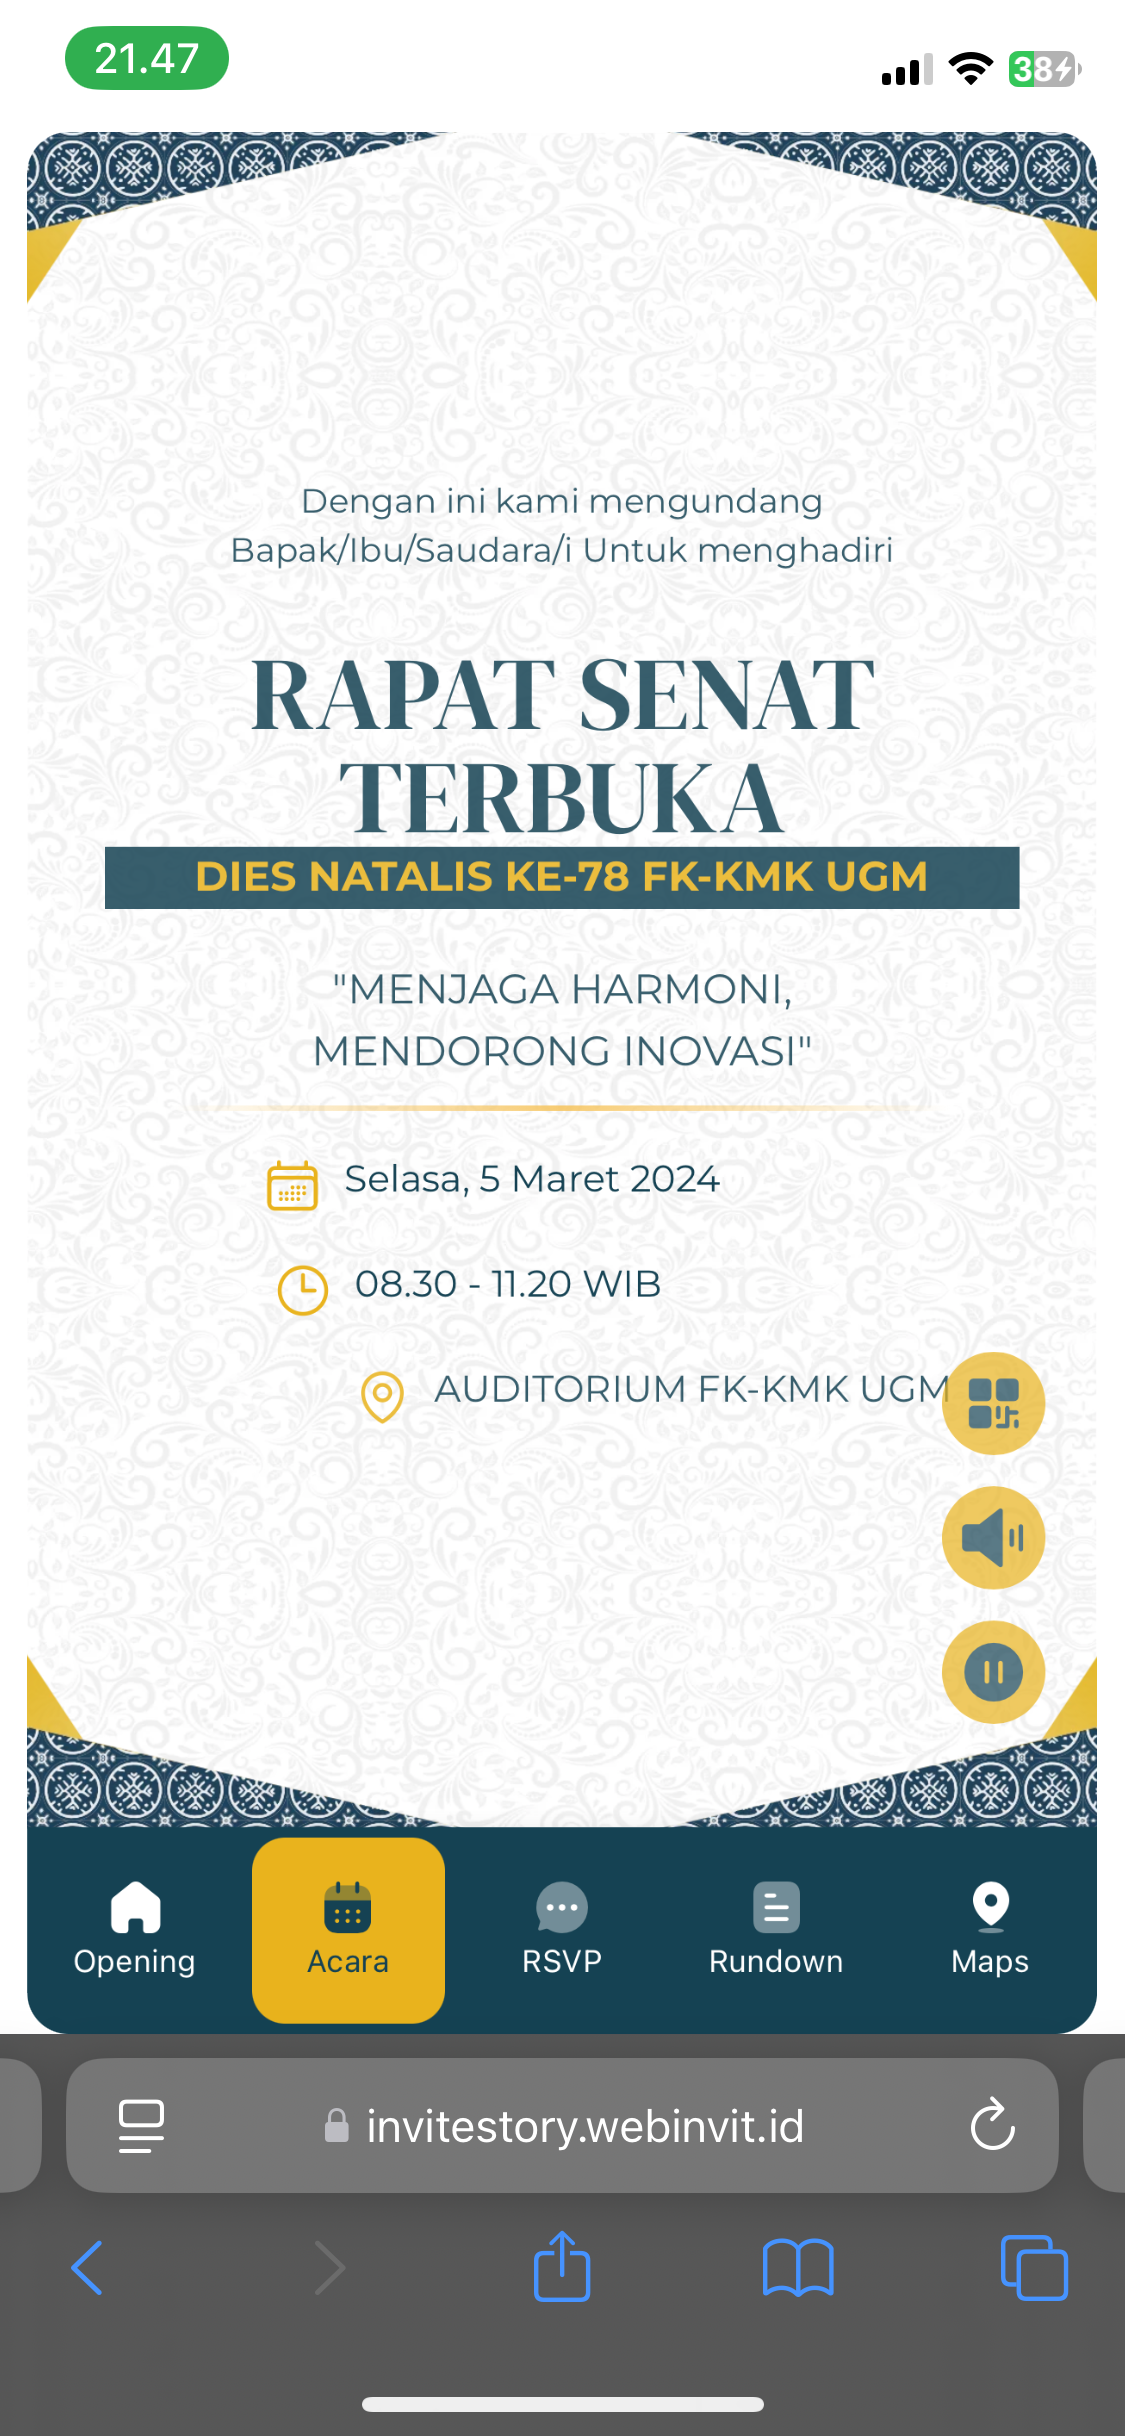 21.47
38
Dengan ini kami mengundang
Bapak/Ibu/Saudara/i Untuk menghadiri
RAPAT SENAT
TERBUKA
DIES NATALIS KE-78 FK-KMK UGM
"MENJAGA HARMONI,
MENDORONG INOVASI"
Selasa, 5 Maret 2024
08.30 - 11.20 WIB
AUDITORIUM FK-KMK UGM
Opening
Acara
RSVP
Rundown
Maps
invitestory.webinvit.id